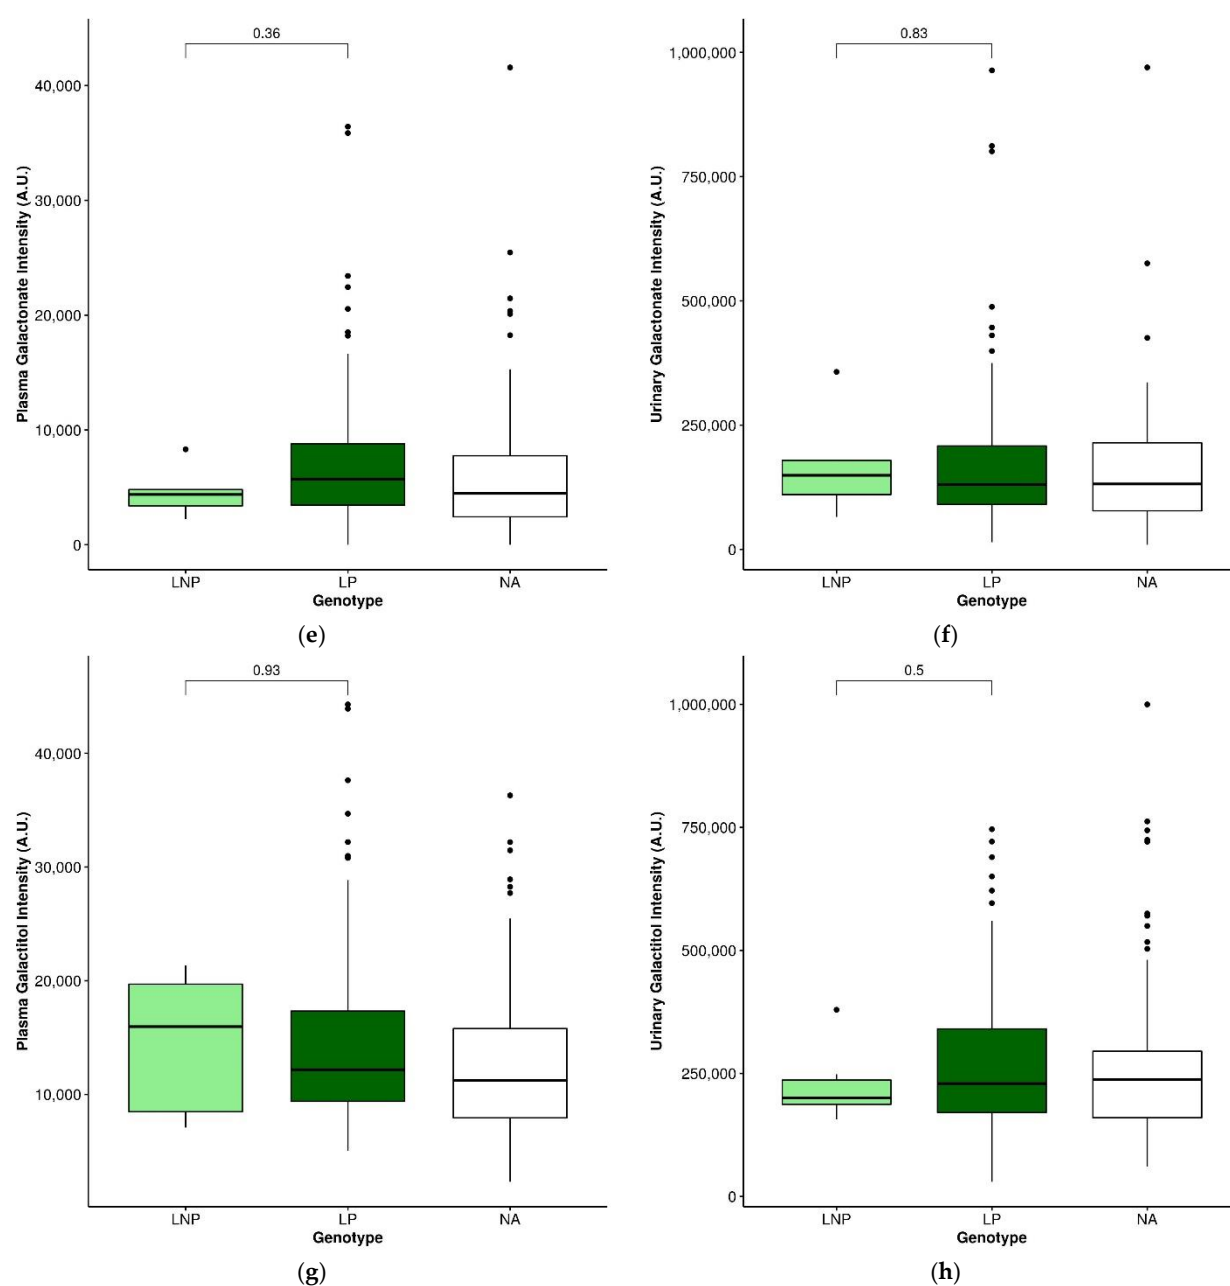 0.36
40,000
30,000
20,000
10,000
0
Plasma Galactonate Intensity (A.U.)
LNP LP NA
Genotype
(e)
0.83
1,000,000
750,000
500,000
250,000
0
Urinary Galactonate Intensity (A.U.)
LNP LP NA
Genotype
(f)
0.93
40,000
30,000
20,000
10,000
Plasma Galactitol Intensity (A.U.)
LNP LP NA
Genotype
(g)
0.5
1,000,000
750,000
500,000
250,000
0
Urinary Galactitol Intensity (A.U.)
LNP LP NA
Genotype
(h)